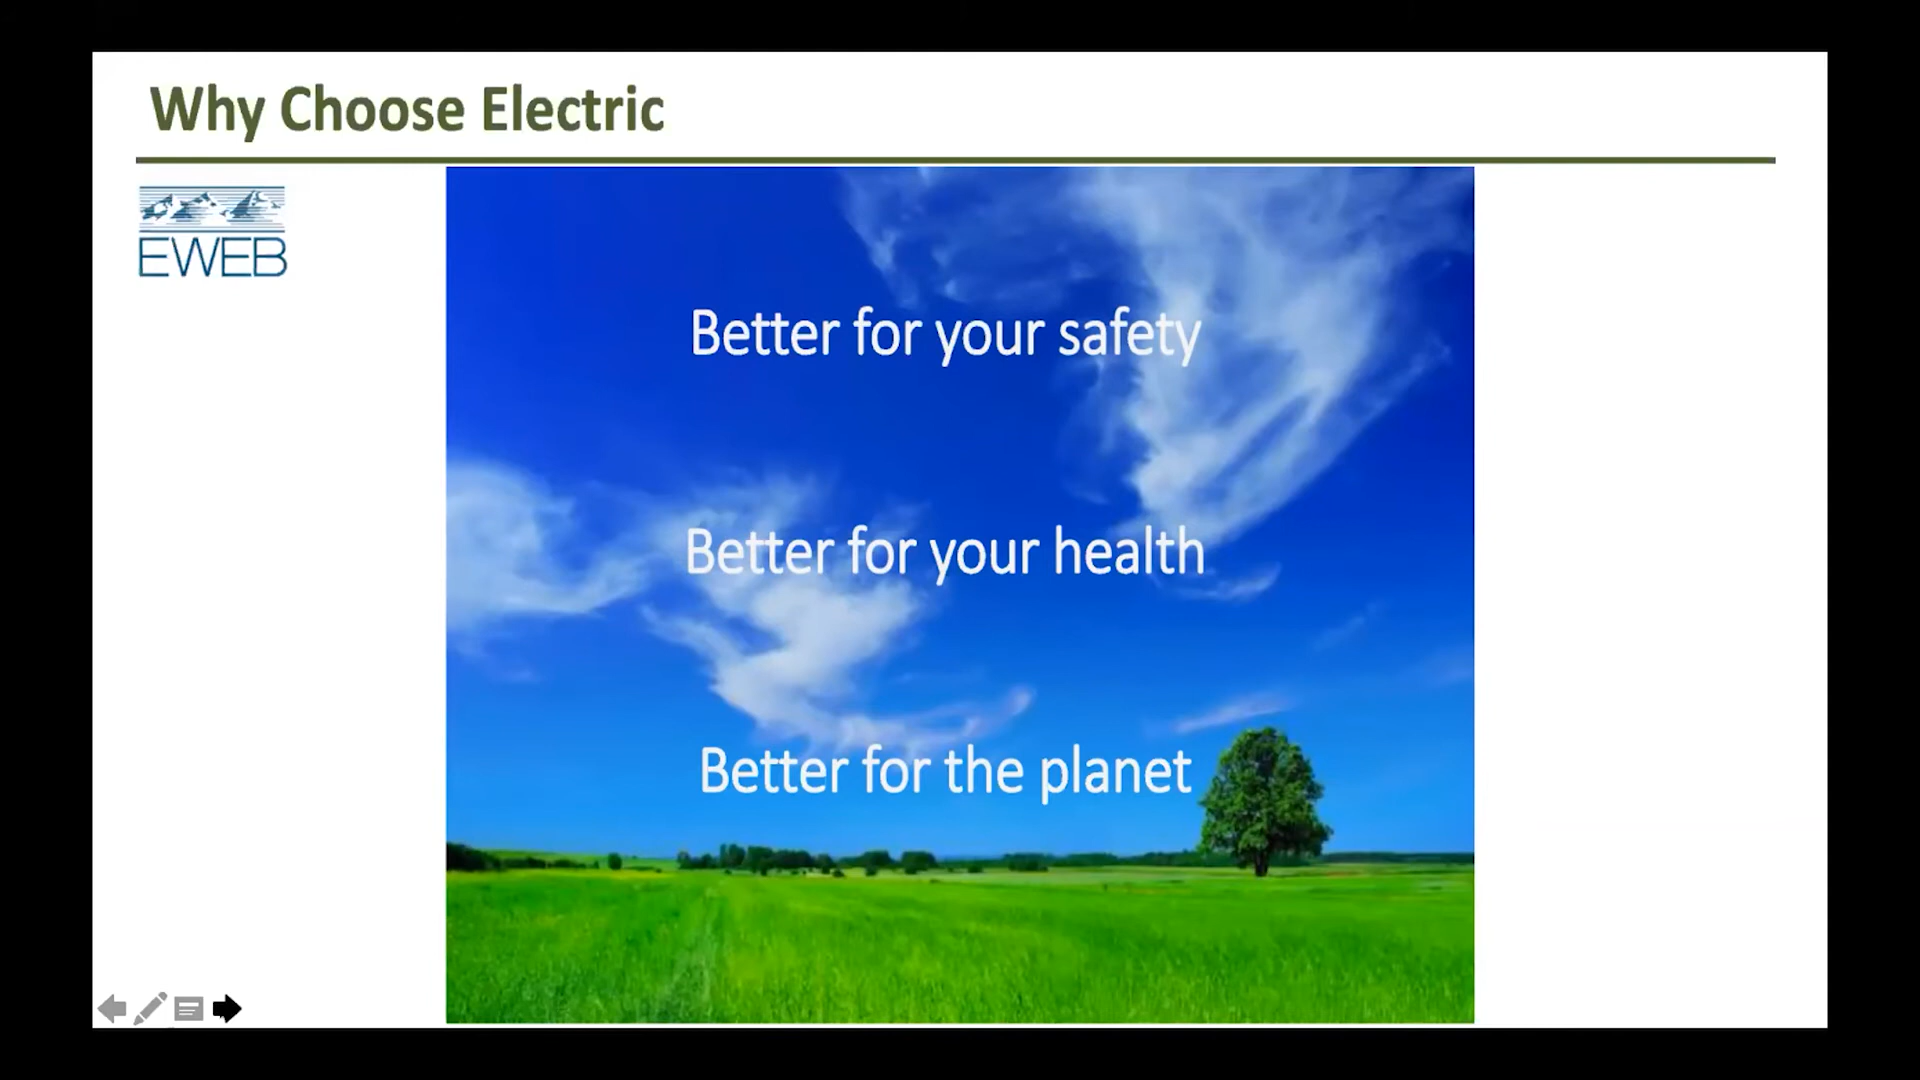 Why Choose Electric
EWEB
Better for your safety
Better for your health
Better for the planet